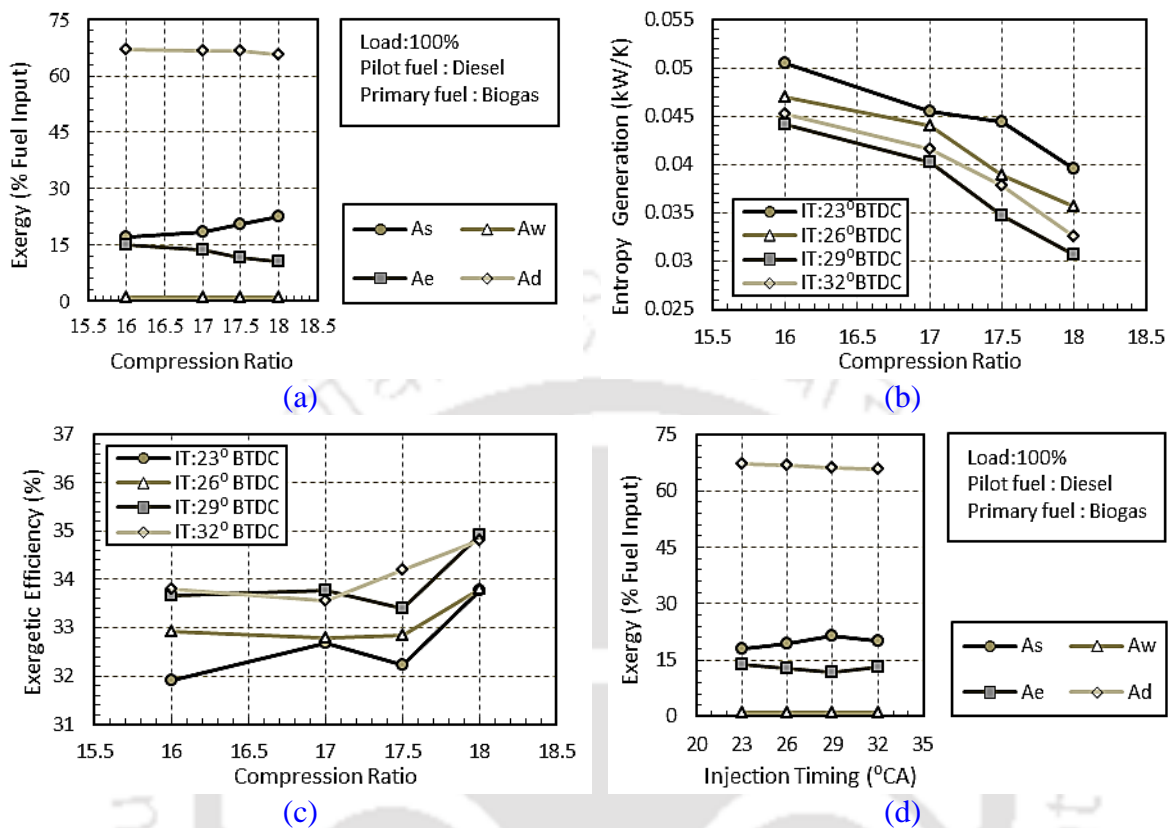 75
60
45
30
15
0
Exergy (% Fuel Input)
15.5 16 16.5 17 17.5 18 18.5
Compression Ratio
Load:100%
Pilot fuel : Diesel
Primary fuel : Biogas
As
Aw
Ae
Ad
(a)
0.05
0.045
0.04
0.035
0.03
0.025
Entropy Generation (kW/K)
IT:23⁰BTDC
IT:26⁰BTDC
IT:29⁰BTDC
IT:32⁰BTDC
15.5 16 16.5 17 17.5 18 18.5
Compression Ratio
(b)
37
36
35
34
33
32
31
Exergetic Efficiency (%)
IT:23⁰ BTDC
IT:26⁰ BTDC
IT:29⁰ BTDC
IT:32⁰ BTDC
15.5 16 16.5 17 17.5 18 18.5
Compression Ratio
(c)
75
60
45
30
15
0
Exergy (% Fuel Input)
20 23 26 29 32 35
Injection Timing (⁰CA)
Load:100%
Pilot fuel : Diesel
Primary fuel : Biogas
As
Aw
Ae
Ad
(d)